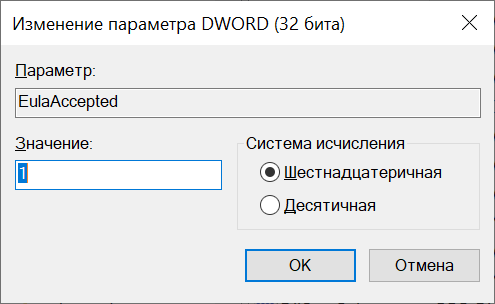 Изменение параметра DWORD (32 бита)
Параметр:
EulaAccepted
Значение:
1
Система исчисления
Шестнадцатеричная
Десятичная
OK
Отмена